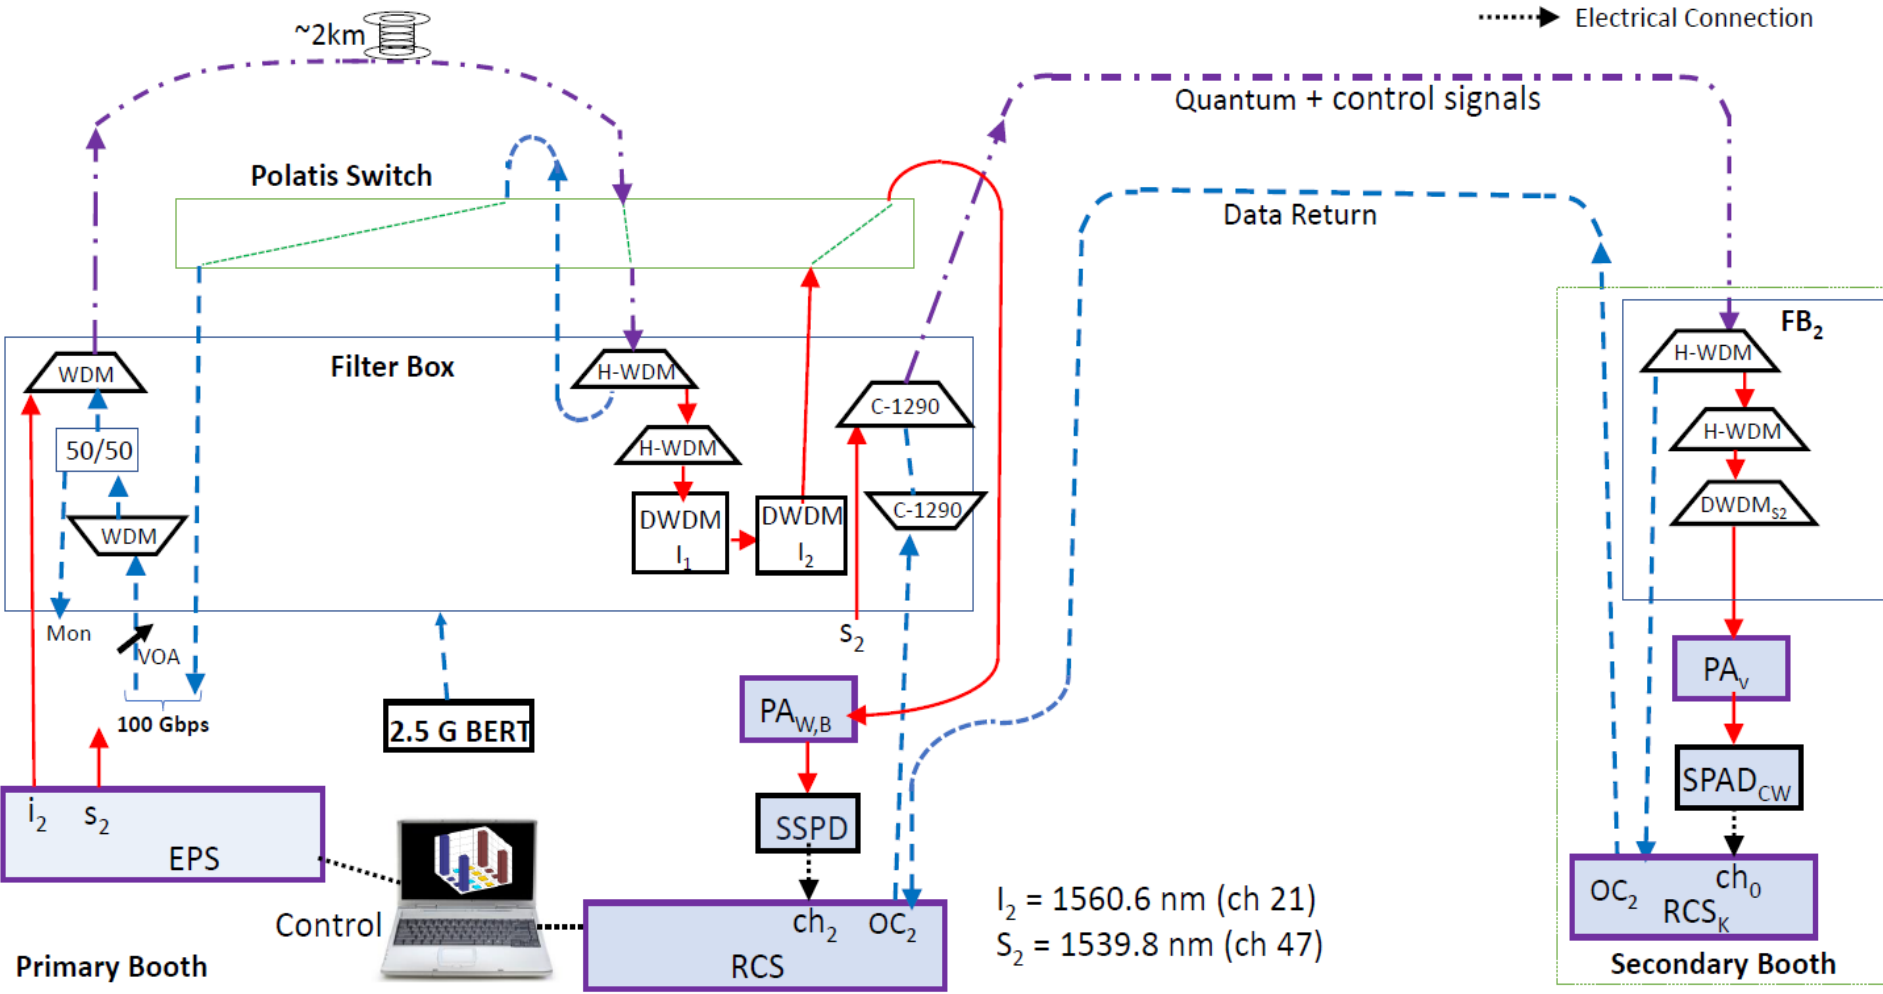 Electrical Connection
~2km
Quantum + control signals
Polatis Switch
Data Return
Filter Box
WDM
50/50
WDM
Mon
VOA
100 Gbps
H-WDM
H-WDM
DWDM
I1
DWDM
I2
C-1290
C-1290
s2
FB2
H-WDM
H-WDM
DWDMS2
2.5 G BERT
PAW,B
PAv
SSPD
SPADCW
i2
s2
EPS
Control
ch2
OC2
RCS
I2 = 1560.6 nm (ch 21)
S2 = 1539.8 nm (ch 47)
OC2
ch0
RCSK
Primary Booth
Secondary Booth